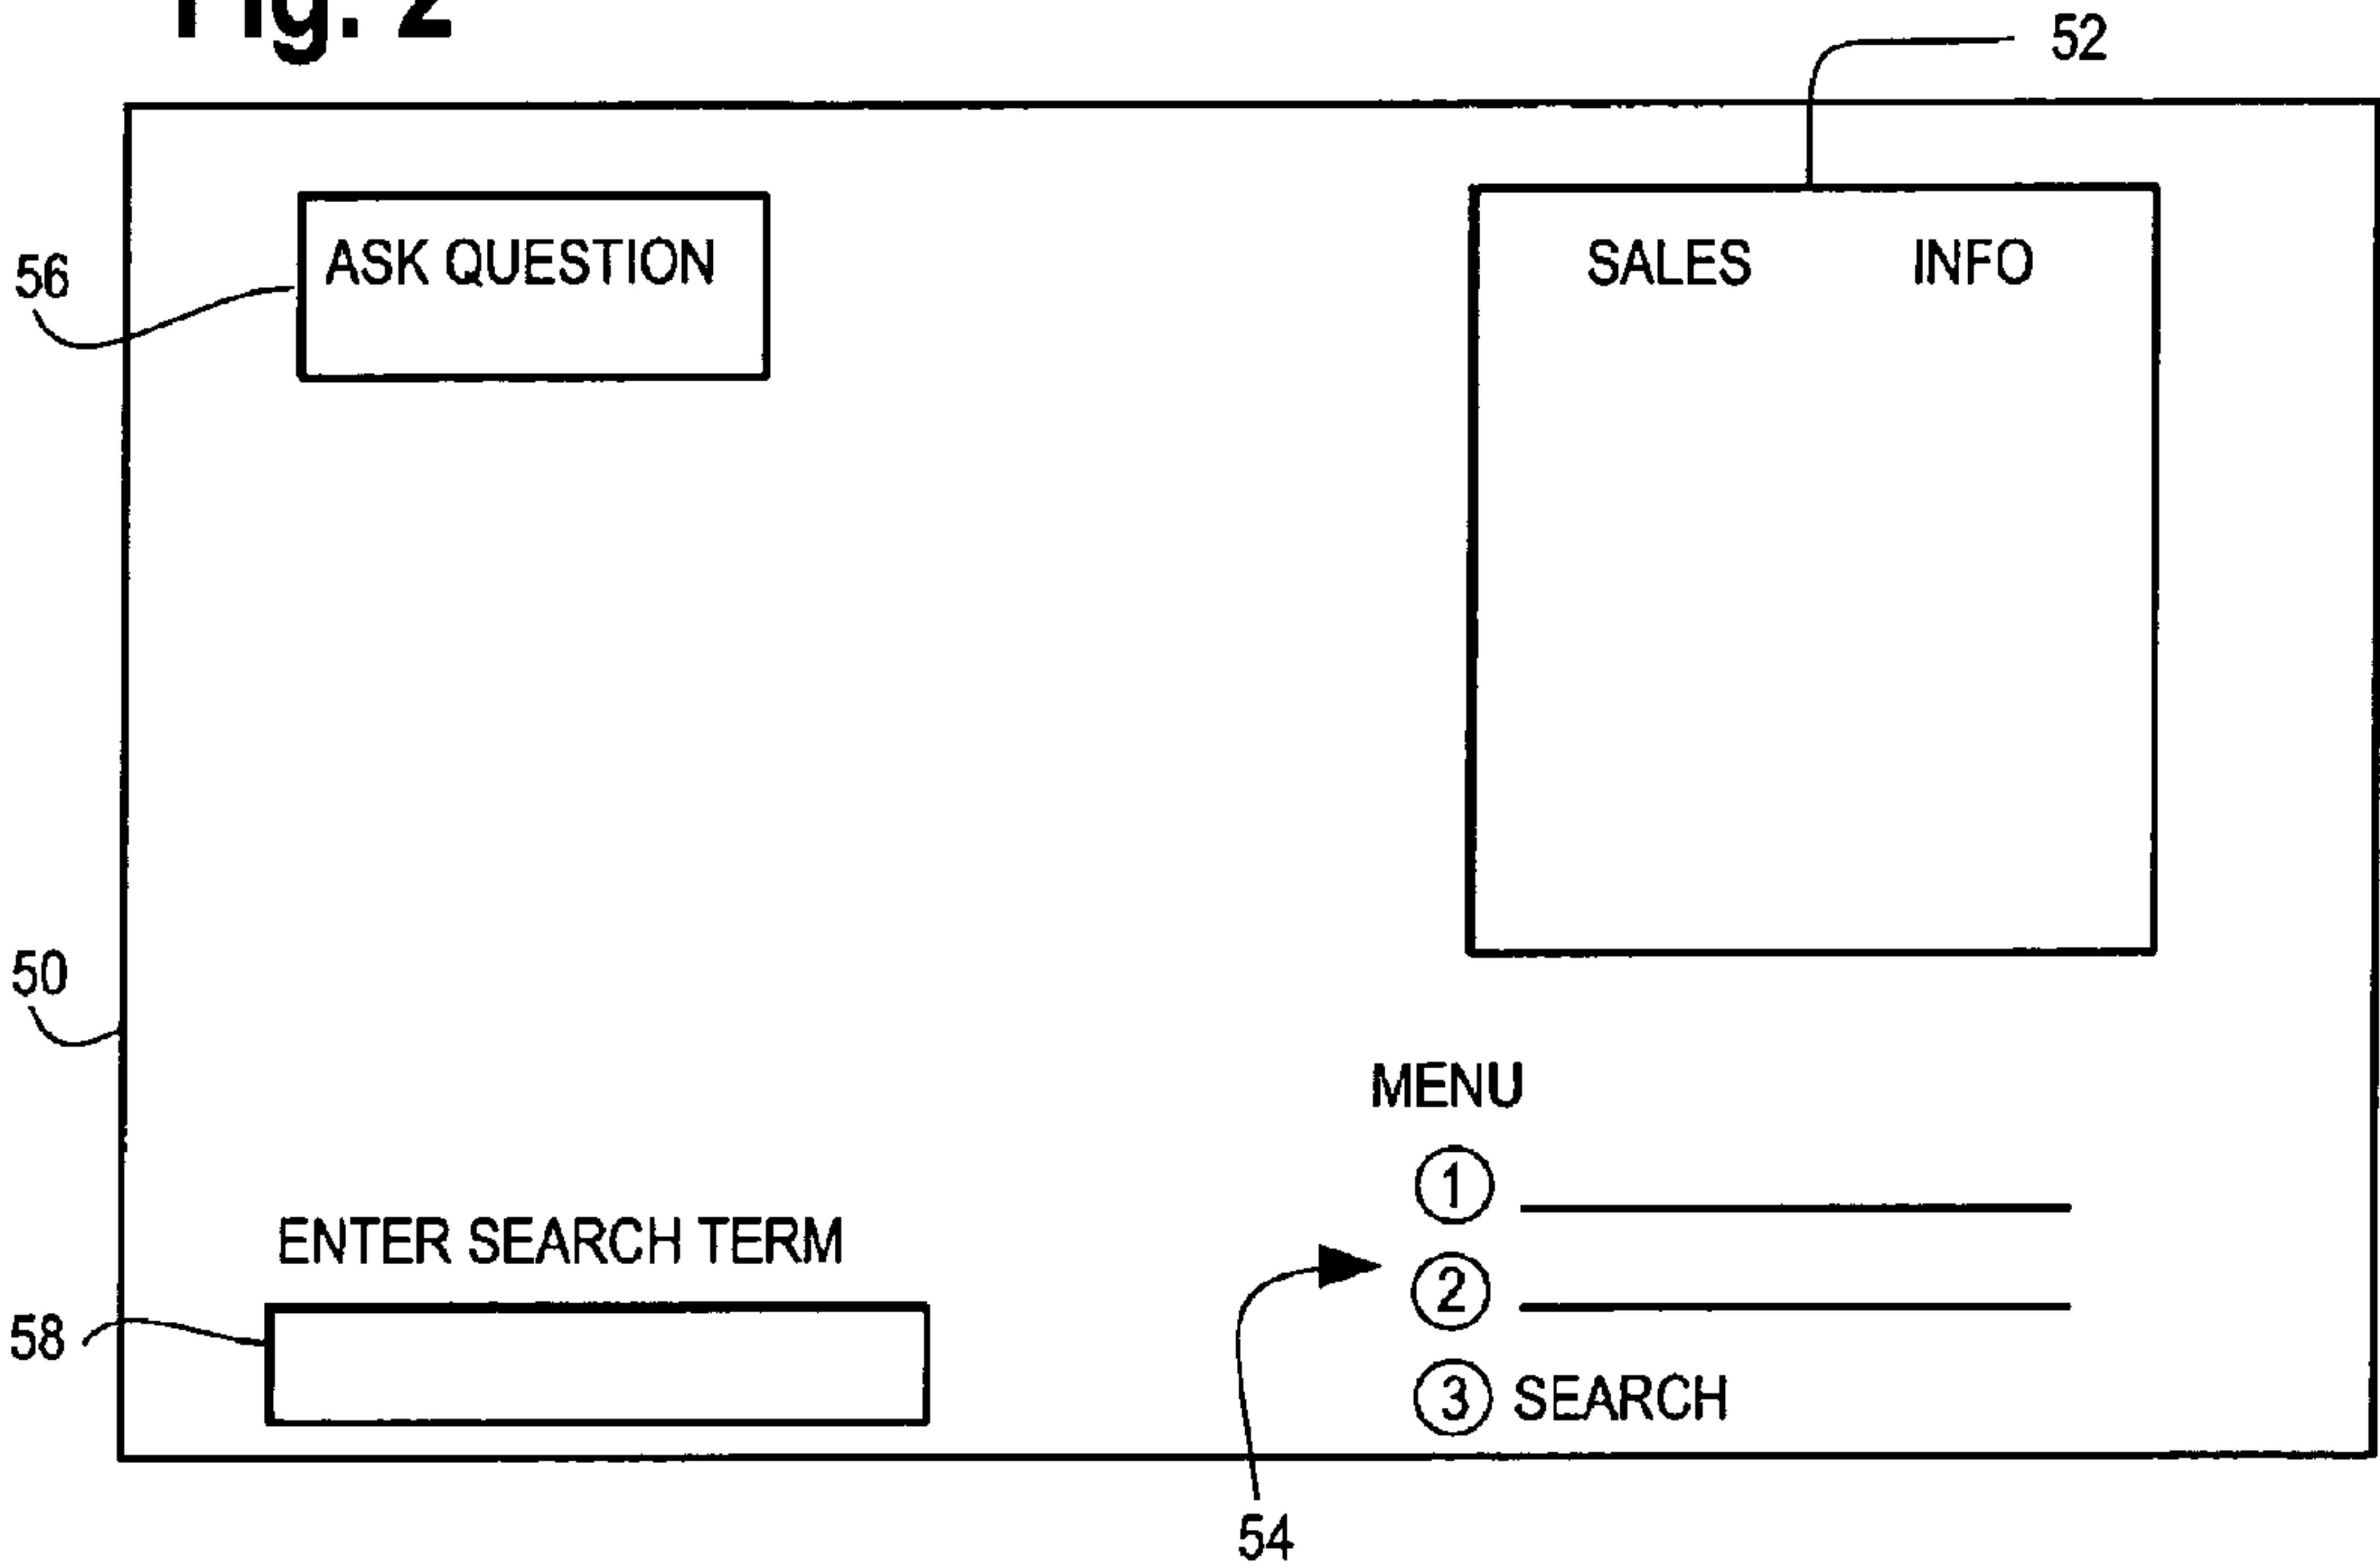 Fig. 2
52
56
ASK QUESTION
SALES INFO
50
MENU
1
ENTER SEARCH TERM
2
58
3 SEARCH
54